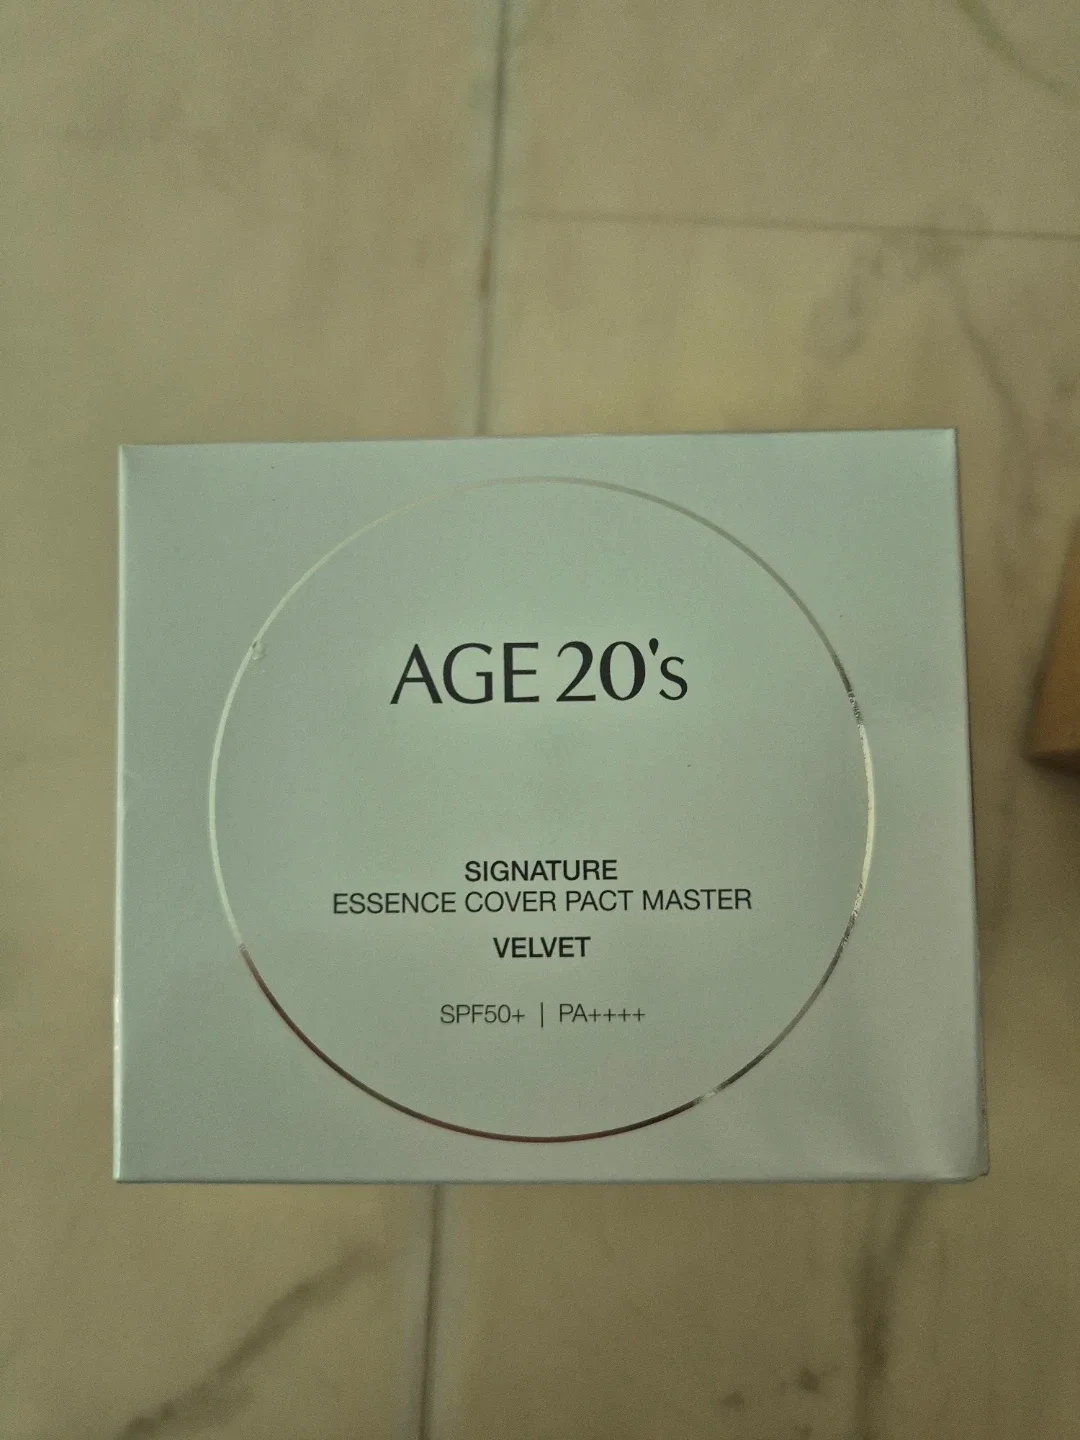 AGE 20's
SIGNATURE
ESSENCE COVER PACT MASTER
VELVET
SPF50+ | PA++++